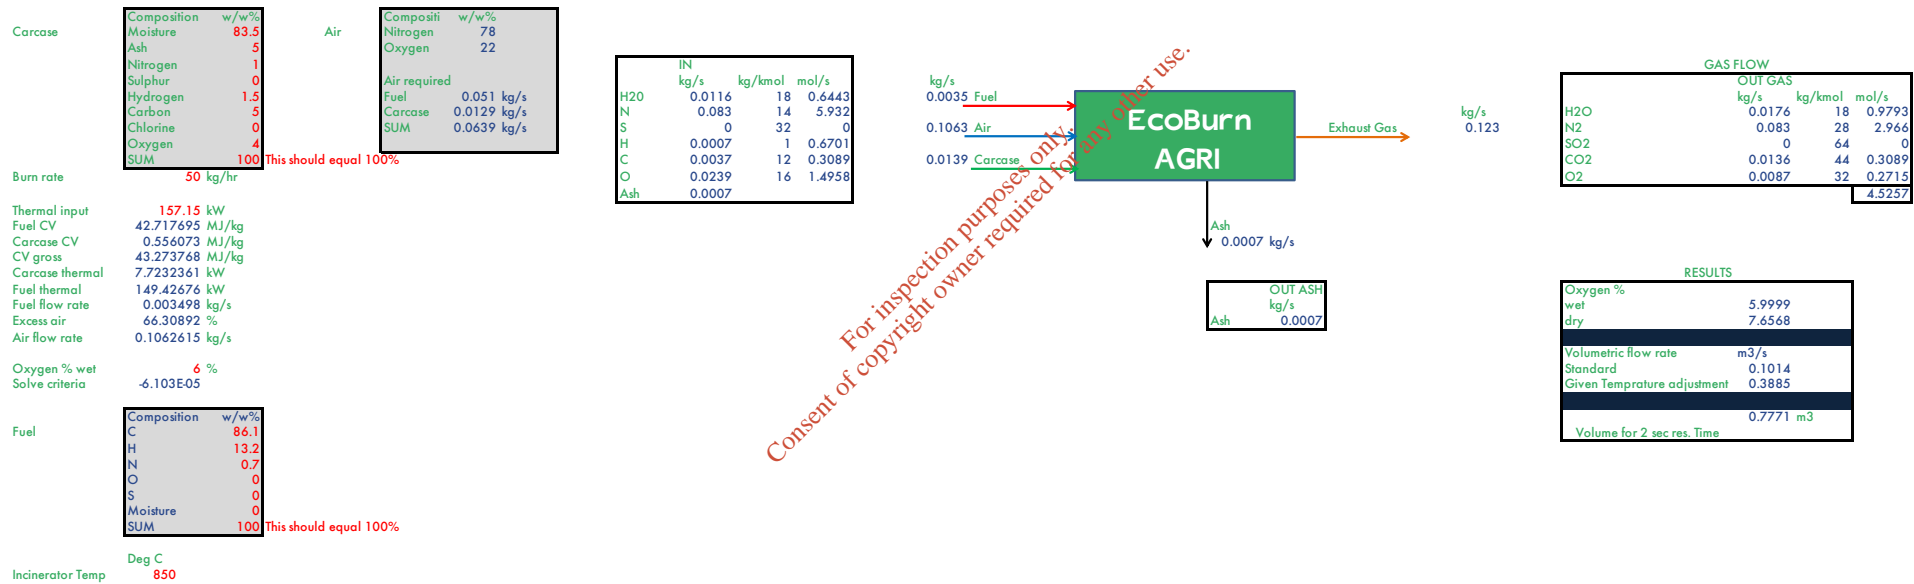 Composition w/w%
Carcase Moisture 83.5
Ash 5
Nitrogen 1
Sulphur 0
Hydrogen 1.5
Carbon 5
Chlorine 0
Oxygen 4
SUM 100 This should equal 100%
Burn rate 50 kg/hr
Thermal input 157.15 kW
Fuel CV 42.717695 MJ/kg
Carcase CV 0.556073 MJ/kg
CV gross 43.273768 MJ/kg
Carcase thermal 7.7232361 kW
Fuel thermal 149.42676 kW
Fuel flow rate 0.003498 kg/s
Excess air 66.30892 %
Air flow rate 0.1062615 kg/s
Oxygen % wet 6 %
Solve criteria -6.103E-05
Composition w/w%
Fuel C 86.1
H 13.2
N 0.7
O 0
S 0
Moisture 0
SUM 100 This should equal 100%
Deg C
Incinerator Temp 850
Compositi w/w%
Air Nitrogen 78
Oxygen 22
Air required
Fuel 0.051 kg/s
Carcase 0.0129 kg/s
SUM 0.0639 kg/s
IN
kg/s kg/kmol mol/s
H20 0.0116 18 0.6443
N 0.083 14 5.932
S 0 32 0
H 0.0007 1 0.6701
C 0.0037 12 0.3089
O 0.0239 16 1.4958
Ash 0.0007
kg/s
0.0035 Fuel
0.1063 Air
0.0139 Carcase
EcoBurn
AGRI
Exhaust Gas
kg/s
0.123
Ash
0.0007 kg/s
OUT ASH
kg/s
Ash 0.0007
GAS FLOW
OUT GAS
kg/s kg/kmol mol/s
H2O 0.0176 18 0.9793
N2 0.083 28 2.966
SO2 0 64 0
CO2 0.0136 44 0.3089
O2 0.0087 32 0.2715
4.5257
RESULTS
Oxygen %
wet 5.9999
dry 7.6568
Volumetric flow rate m3/s
Standard 0.1014
Given Temprature adjustment 0.3885
0.7771 m3
Volume for 2 sec res. Time
For inspection purposes only.
Consent of copyright owner required for any other use.